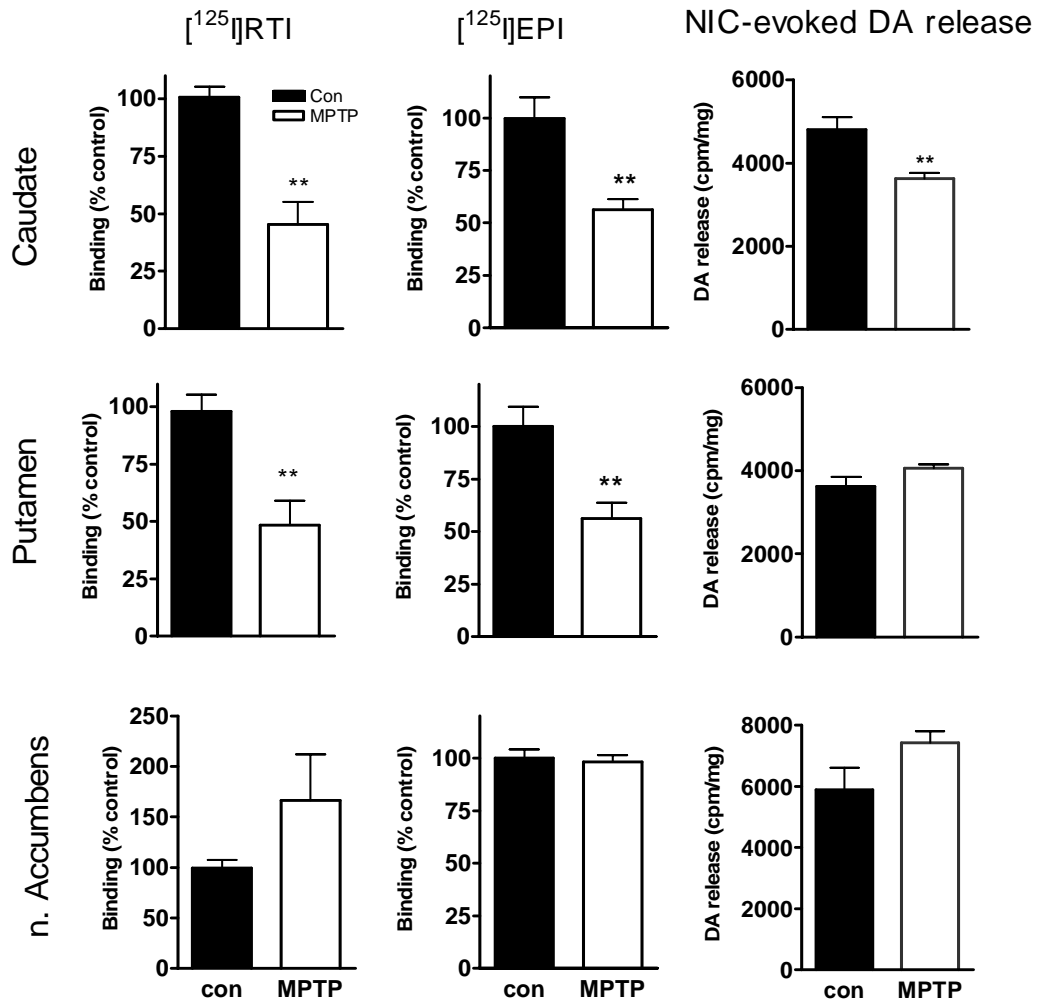 [¹²⁵I]RTI
[¹²⁵I]EPI
NIC-evoked DA release
Caudate
Binding (% control)
100
75
50
25
0
Con
MPTP
**
Binding (% control)
100
75
50
25
0
**
DA release (cpm/mg)
6000
4000
2000
0
**
Putamen
Binding (% control)
100
75
50
25
0
**
Binding (% control)
100
75
50
25
0
**
DA release (cpm/mg)
6000
4000
2000
0
n. Accumbens
Binding (% control)
250
200
150
100
50
0
con MPTP
Binding (% control)
100
75
50
25
0
con MPTP
DA release (cpm/mg)
8000
6000
4000
2000
0
con MPTP